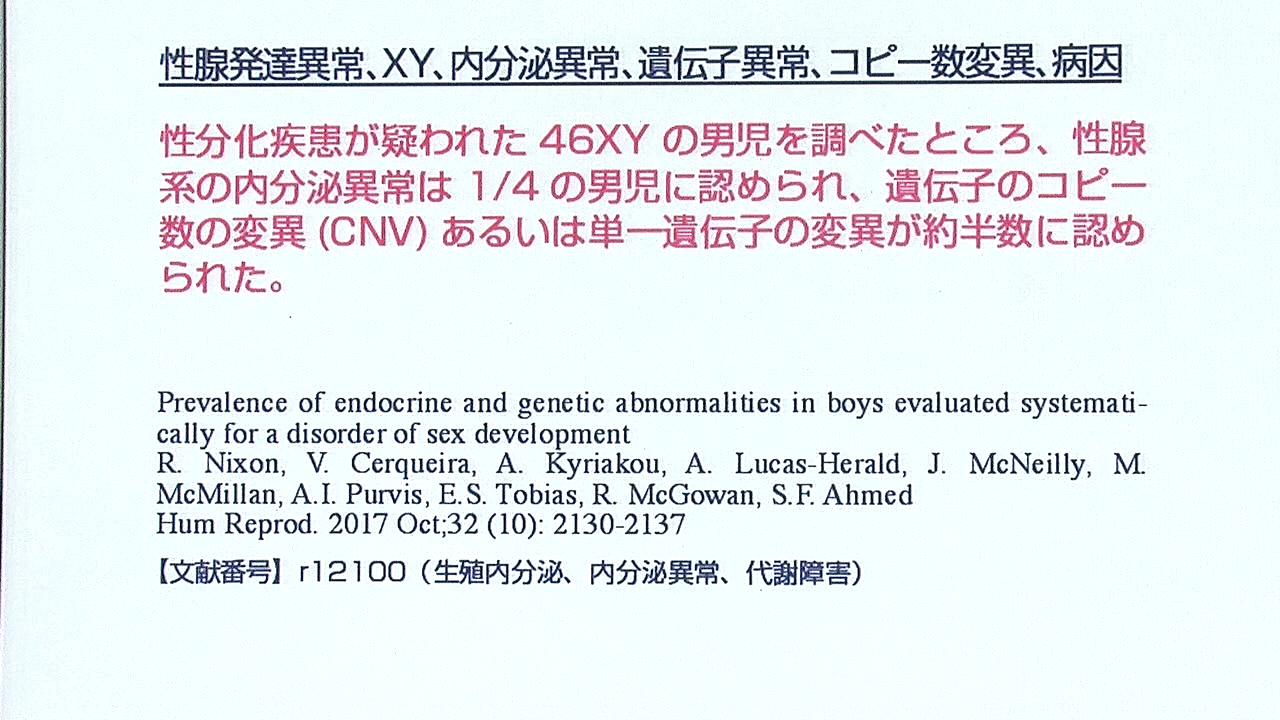 性腺発達異常、XY、内分泌異常、遺伝子異常、コピー数変異、病因
性分化疾患が疑われた 46XY の男児を調べたところ、性腺
系の内分泌異常は 1/4 の男児に認められ、遺伝子のコピー
数の変異 (CNV) あるいは単一遺伝子の変異が約半数に認め
られた。
Prevalence of endocrine and genetic abnormalities in boys evaluated systemati-
cally for a disorder of sex development
R. Nixon, V. Cerqueira, A. Kyriakou, A. Lucas-Herald, J. McNeilly, M.
McMillan, A.I. Purvis, E.S. Tobias, R. McGowan, S.F. Ahmed
Hum Reprod. 2017 Oct;32 (10): 2130-2137
【文献番号】r12100（生殖内分泌、内分泌異常、代謝障害）